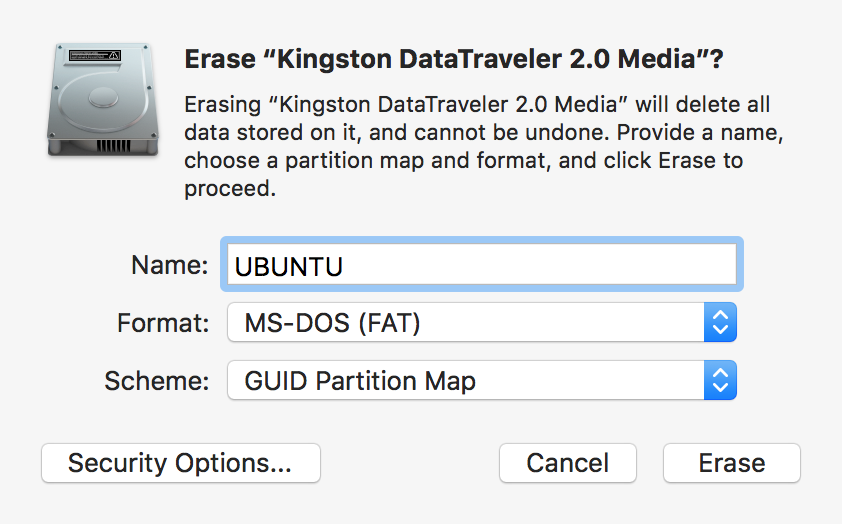 Erase “Kingston DataTraveler 2.0 Media”?
Erasing “Kingston DataTraveler 2.0 Media” will delete all
data stored on it, and cannot be undone. Provide a name,
choose a partition map and format, and click Erase to
proceed.
Name: UBUNTU
Format: MS-DOS (FAT)
Scheme: GUID Partition Map
Security Options... Cancel Erase